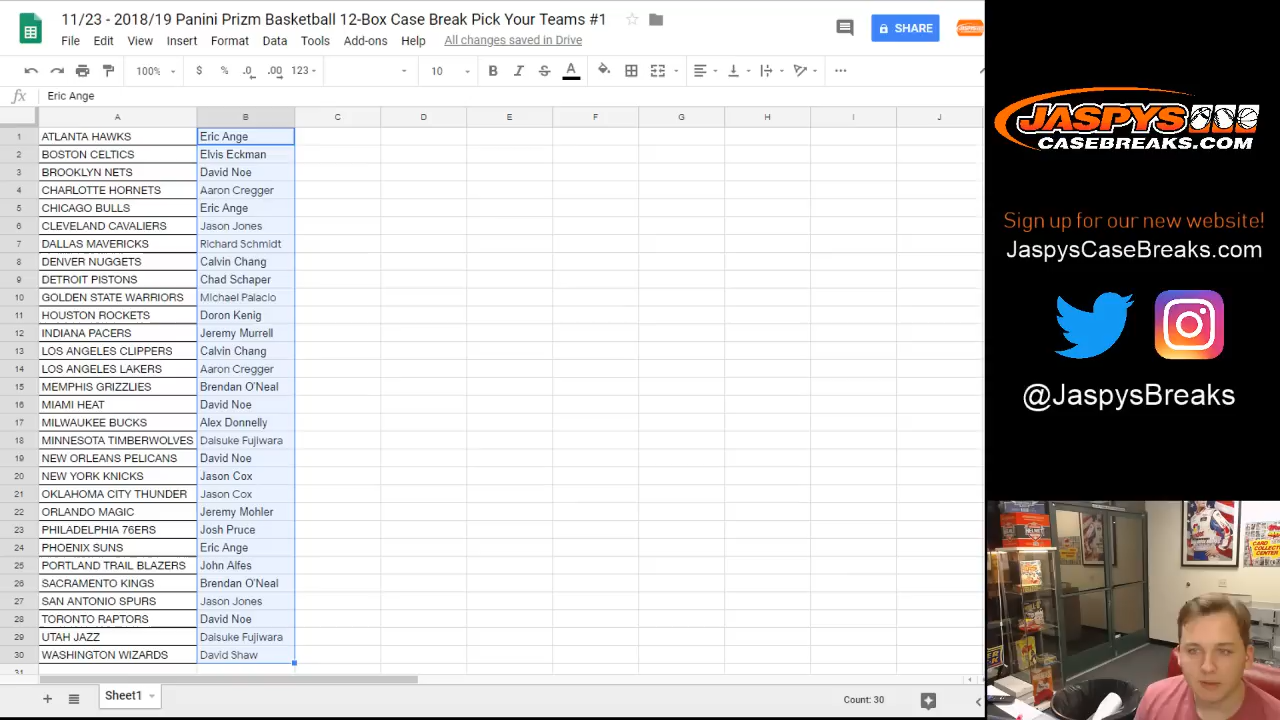 11/23 - 2018/19 Panini Prizm Basketball 12-Box Case Break Pick Your Teams #1
File Edit View Insert Format Data Tools Add-ons Help All changes saved in Drive
SHARE
100% $ % .0 .00 123 10 B I S A
fx Eric Ange
A B C D E F G H I J
1 ATLANTA HAWKS Eric Ange
2 BOSTON CELTICS Elvis Eckman
3 BROOKLYN NETS David Noe
4 CHARLOTTE HORNETS Aaron Cregger
5 CHICAGO BULLS Eric Ange
6 CLEVELAND CAVALIERS Jason Jones
7 DALLAS MAVERICKS Richard Schmidt
8 DENVER NUGGETS Calvin Chang
9 DETROIT PISTONS Chad Schaper
10 GOLDEN STATE WARRIORS Michael Palacio
11 HOUSTON ROCKETS Doron Kenig
12 INDIANA PACERS Jeremy Murrell
13 LOS ANGELES CLIPPERS Calvin Chang
14 LOS ANGELES LAKERS Aaron Cregger
15 MEMPHIS GRIZZLIES Brendan O'Neal
16 MIAMI HEAT David Noe
17 MILWAUKEE BUCKS Alex Donnelly
18 MINNESOTA TIMBERWOLVES Daisuke Fujiwara
19 NEW ORLEANS PELICANS David Noe
20 NEW YORK KNICKS Jason Cox
21 OKLAHOMA CITY THUNDER Jason Cox
22 ORLANDO MAGIC Jeremy Mohler
23 PHILADELPHIA 76ERS Josh Pruce
24 PHOENIX SUNS Eric Ange
25 PORTLAND TRAIL BLAZERS John Alfes
26 SACRAMENTO KINGS Brendan O'Neal
27 SAN ANTONIO SPURS Jason Jones
28 TORONTO RAPTORS David Noe
29 UTAH JAZZ Daisuke Fujiwara
30 WASHINGTON WIZARDS David Shaw
Sheet1
Count: 30
JASPYS
CASEBREAKS.COM
Sign up for our new website!
JaspysCaseBreaks.com
@JaspysBreaks
CARD
COLLECTOR
CENTER